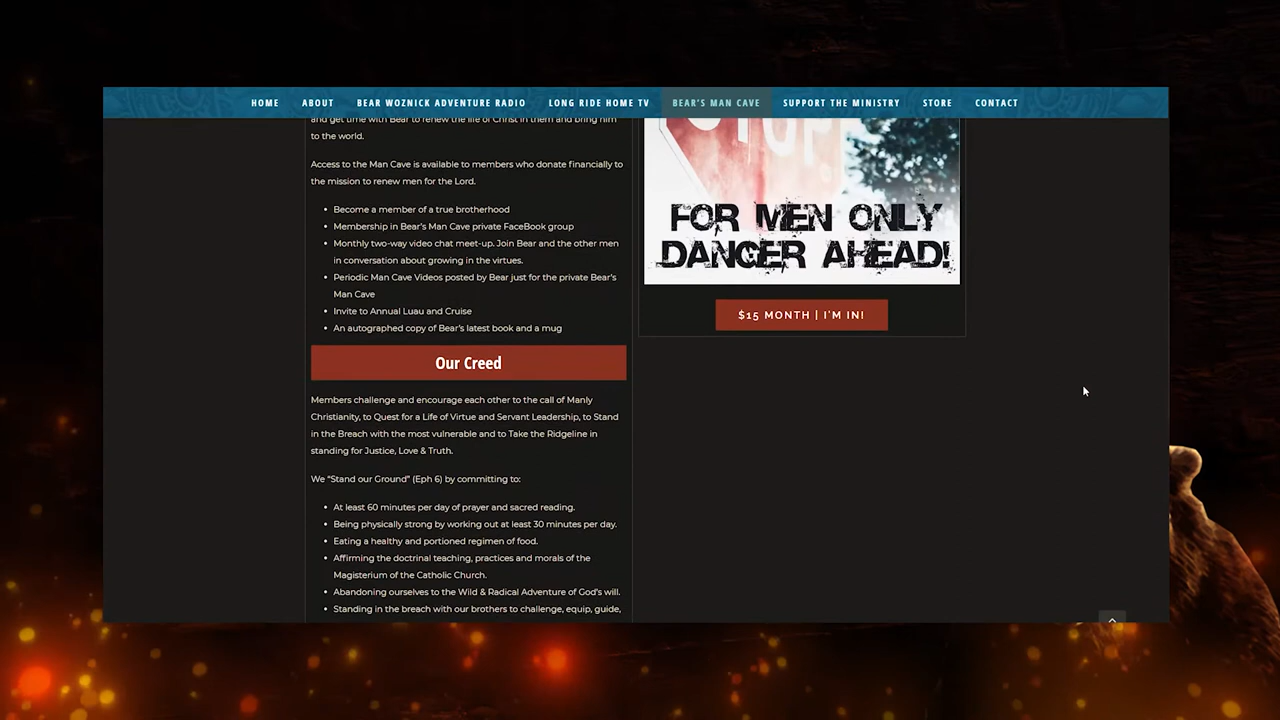 HOME ABOUT BEAR WOZNICK ADVENTURE RADIO LONG RIDE HOME TV BEAR'S MAN CAVE SUPPORT THE MINISTRY STORE CONTACT
and get time with Bear to renew the life of Christ in them and bring him
to the world.
Access to the Man Cave is available to members who donate financially to
the mission to renew men for the Lord.
• Become a member of a true brotherhood
• Membership in Bear's Man Cave private FaceBook group
• Monthly two-way video chat meet-up. Join Bear and the other men
in conversation about growing in the virtues.
• Periodic Man Cave Videos posted by Bear just for the private Bear's
Man Cave
• Invite to Annual Luau and Cruise
• An autographed copy of Bear's latest book and a mug
Our Creed
Members challenge and encourage each other to the call of Manly
Christianity, to Quest for a Life of Virtue and Servant Leadership, to Stand
in the Breach with the most vulnerable and to Take the Ridgeline in
standing for Justice, Love & Truth.
We "Stand our Ground" (Eph 6) by committing to:
• At least 60 minutes per day of prayer and sacred reading.
• Being physically strong by working out at least 30 minutes per day.
• Eating a healthy and portioned regimen of food.
• Affirming the doctrinal teaching, practices and morals of the
Magisterium of the Catholic Church.
• Abandoning ourselves to the Wild & Radical Adventure of God's will.
• Standing in the breach with our brothers to challenge, equip, guide,
STOP
FOR MEN ONLY
DANGER AHEAD!
$15 MONTH | I'M IN!